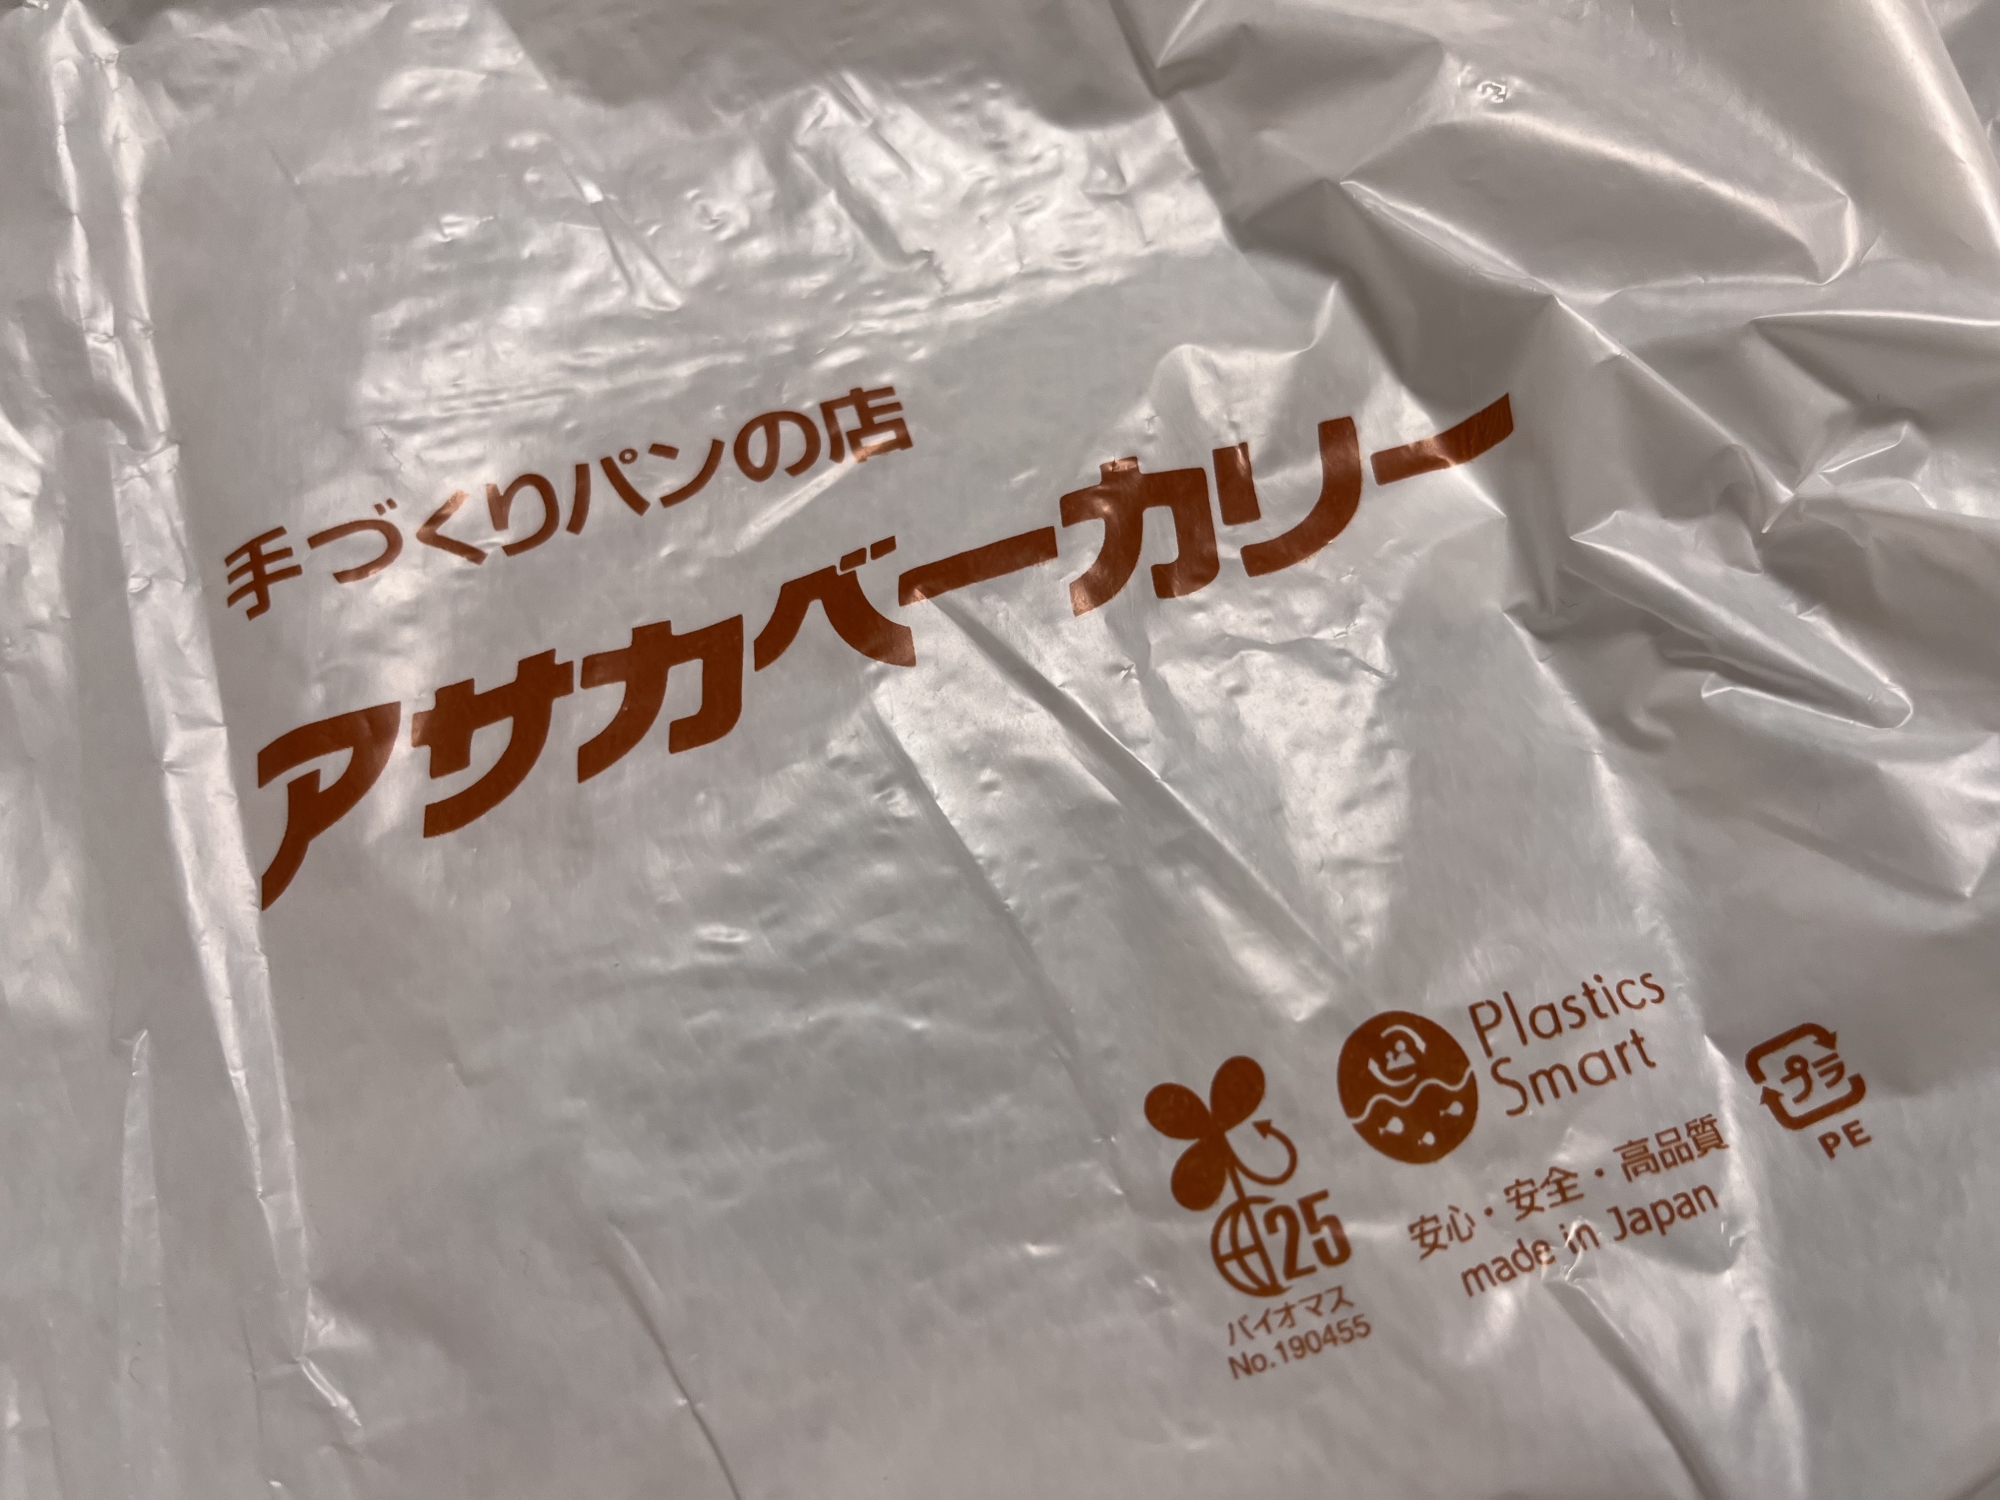 手づくりパンの店
アサカベーカリー
Plastics
Smart
プラ
PE
安心・安全・高品質
made in Japan
25
バイオマス
No.190455